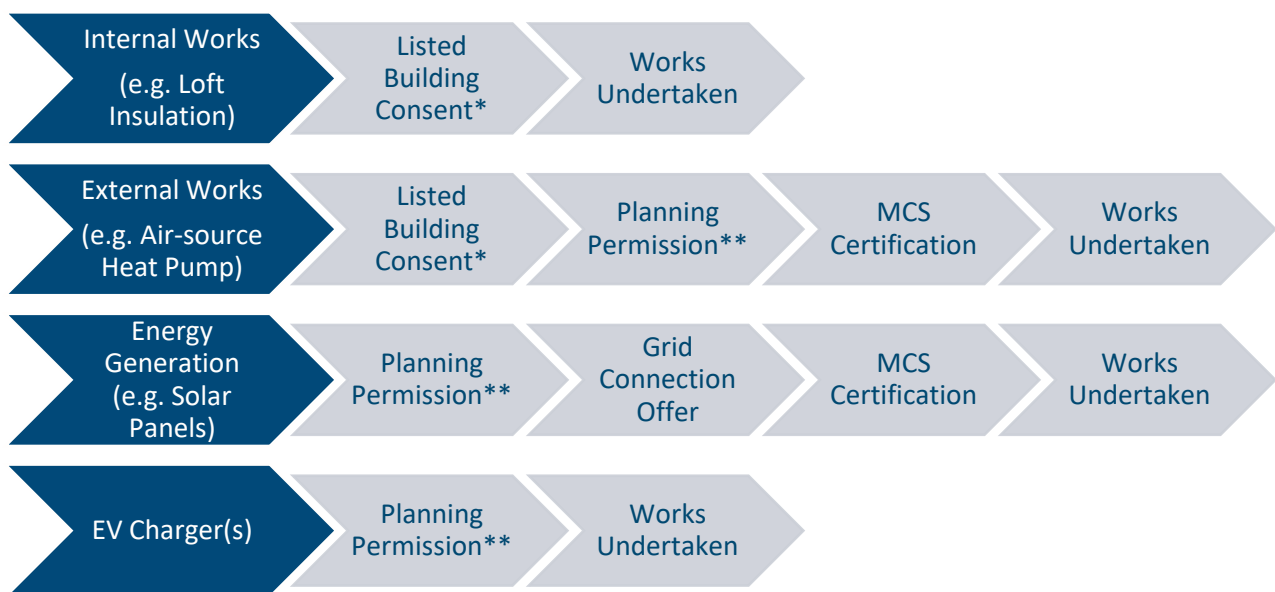 Internal Works
(e.g. Loft
Insulation)
Listed
Building
Consent*
Works
Undertaken
External Works
(e.g. Air-source
Heat Pump)
Listed
Building
Consent*
Planning
Permission**
MCS
Certification
Works
Undertaken
Energy
Generation
(e.g. Solar
Panels)
Planning
Permission**
Grid
Connection
Offer
MCS
Certification
Works
Undertaken
EV Charger(s)
Planning
Permission**
Works
Undertaken